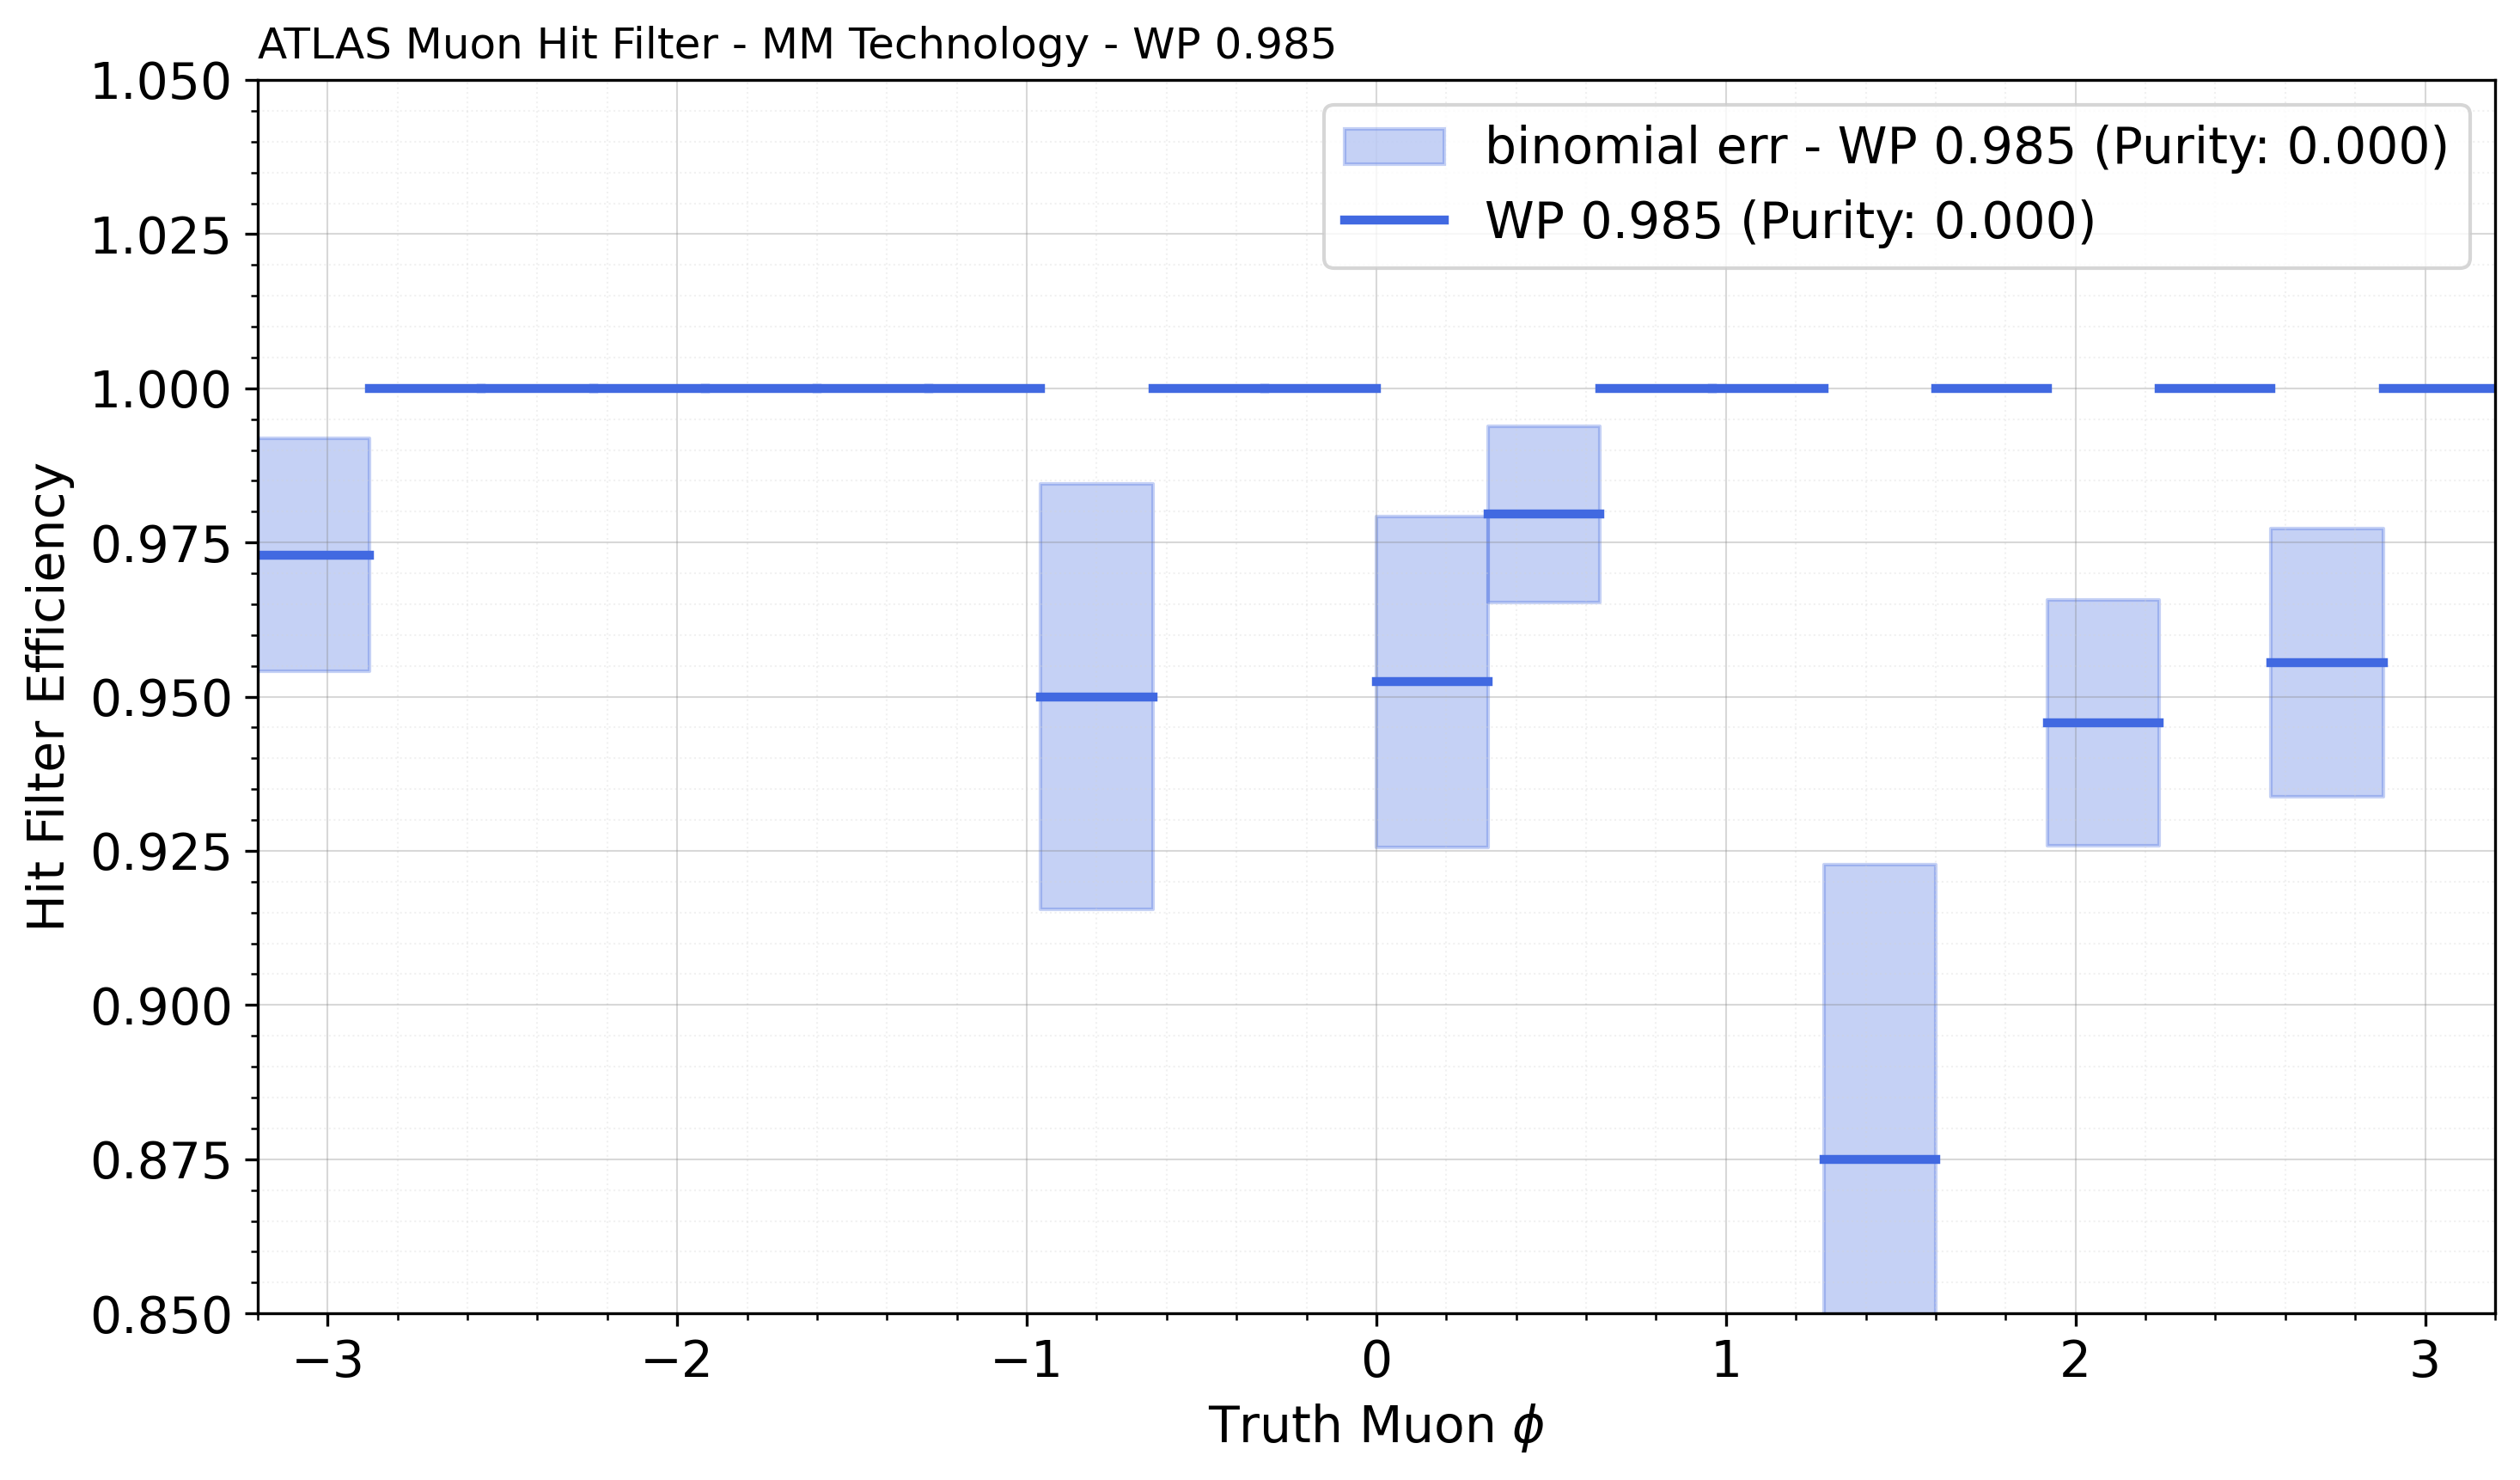 ATLAS Muon Hit Filter - MM Technology - WP 0.985
1.050
1.025
1.000
0.975
0.950
0.925
0.900
0.875
0.850
Hit Filter Efficiency
binomial err - WP 0.985 (Purity: 0.000)
WP 0.985 (Purity: 0.000)
−3 −2 −1 0 1 2 3
Truth Muon ϕ